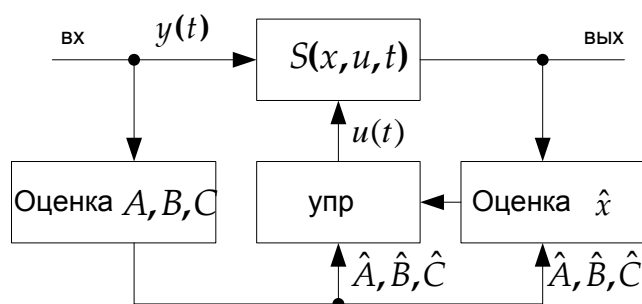 вх
y(t)
S(x,u,t)
вых
u(t)
Оценка A,B,C
упр
Оценка x̂
Â,B̂,Ĉ
Â,B̂,Ĉ